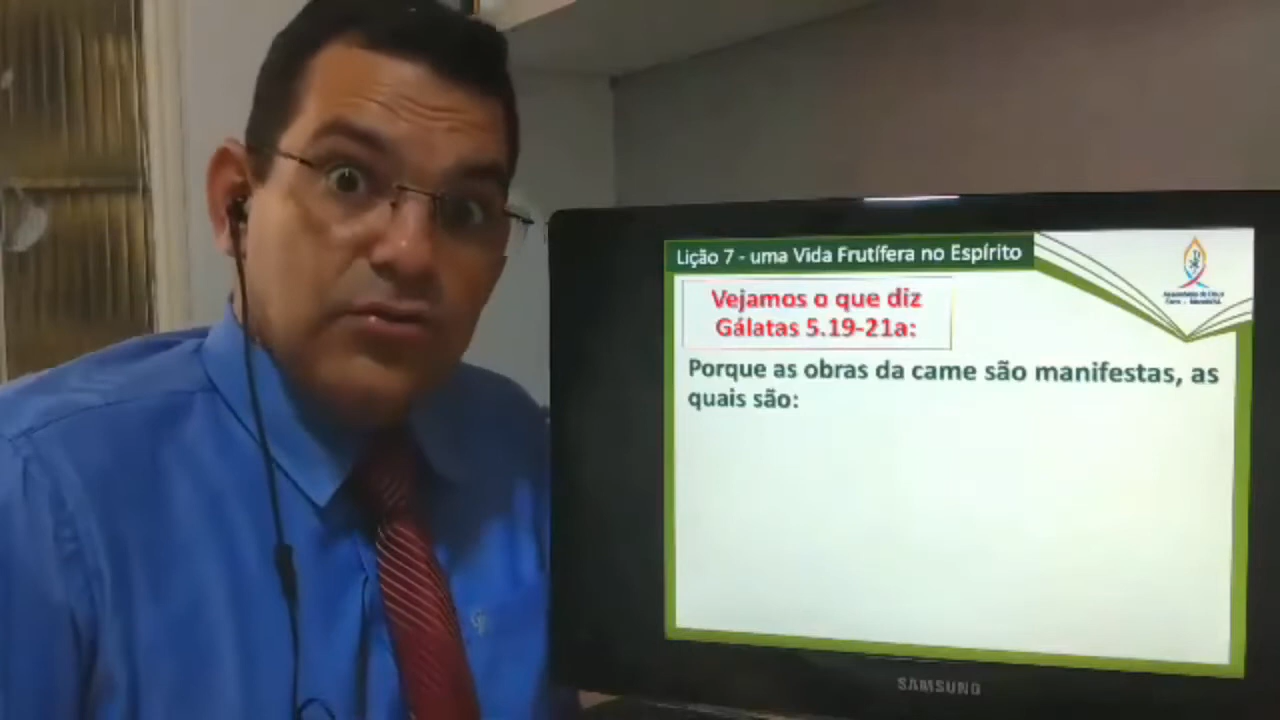 Lição 7 - uma Vida Frutífera no Espírito
Vejamos o que diz
Gálatas 5.19-21a:
Porque as obras da came são manifestas, as
quais são:
SAMSUNG